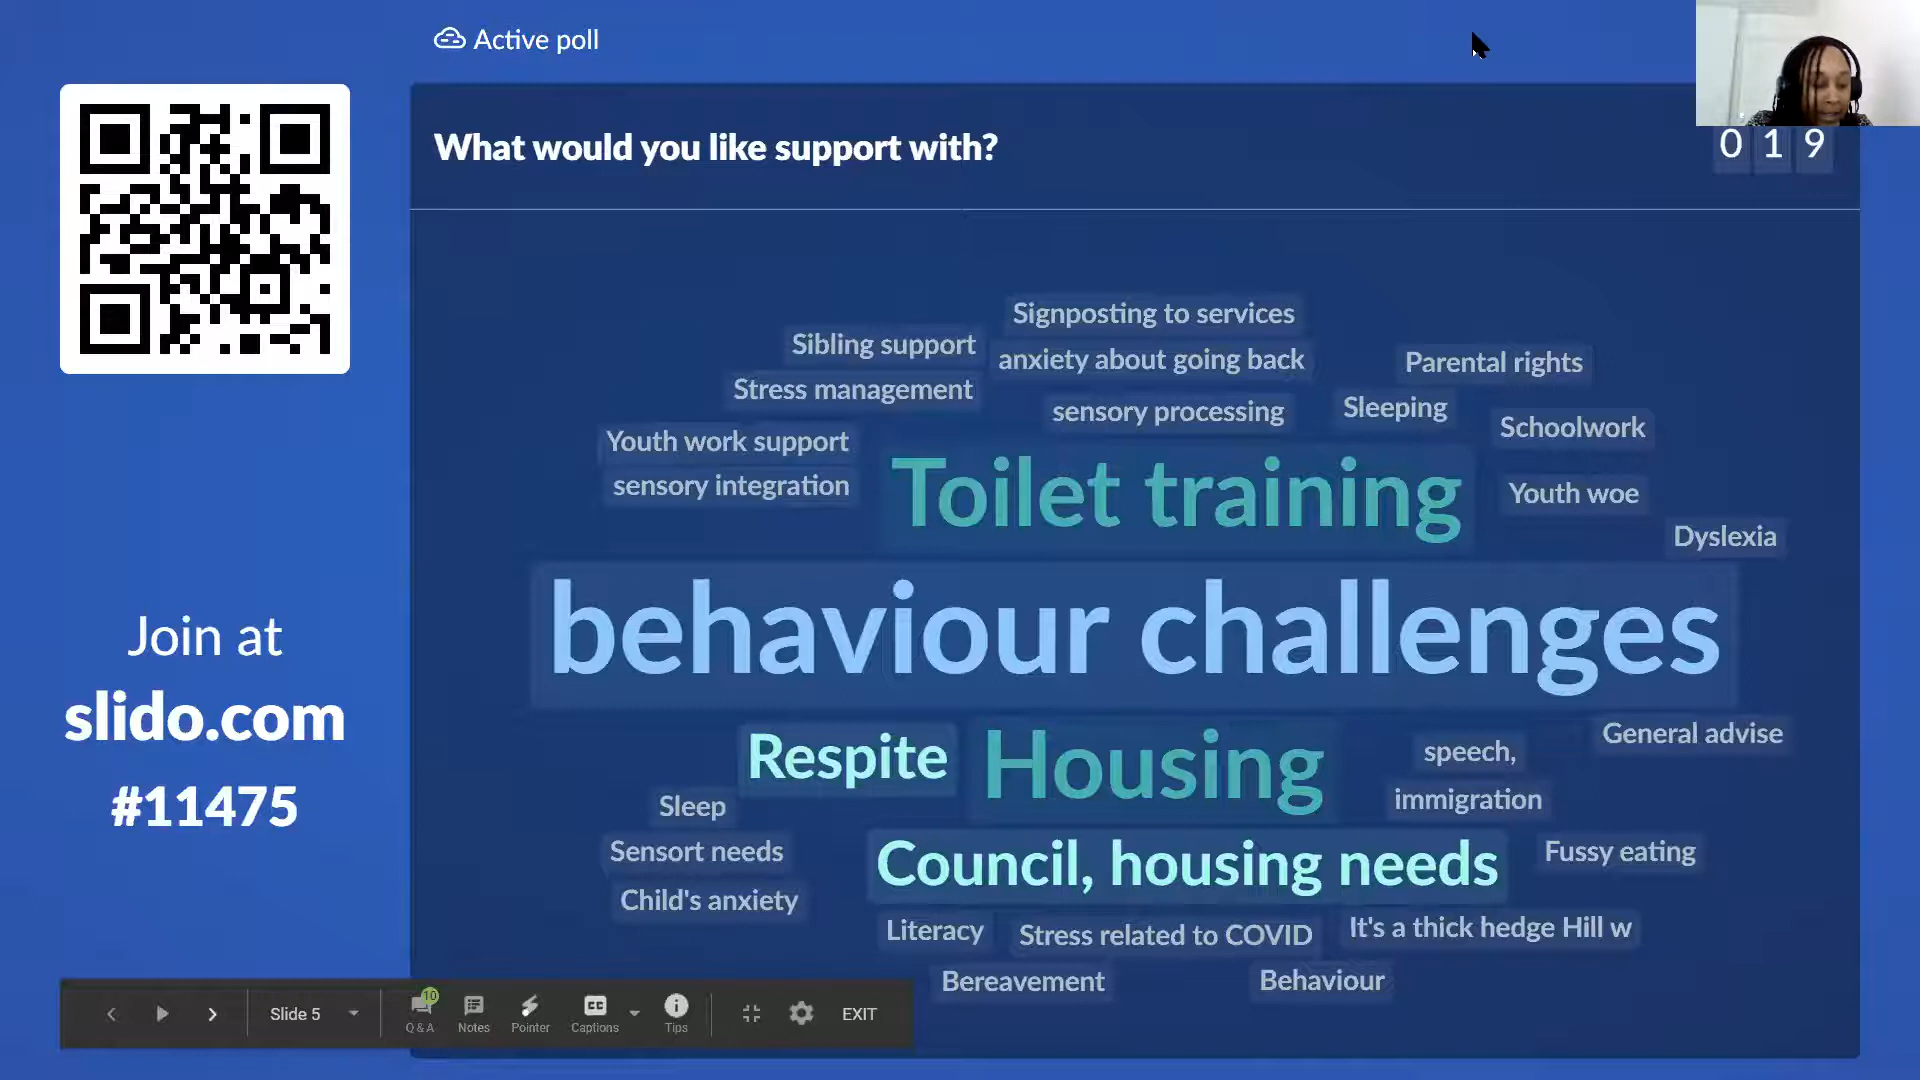 Active poll
What would you like support with?
0 1 9
Join at
slido.com
#11475
Signposting to services
Sibling support
anxiety about going back
Parental rights
Stress management
sensory processing
Sleeping
Schoolwork
Youth work support
sensory integration
Toilet training
Youth woe
Dyslexia
behaviour challenges
Respite
Housing
speech,
General advise
Sleep
immigration
Sensort needs
Council, housing needs
Fussy eating
Child's anxiety
Literacy
Stress related to COVID
It's a thick hedge Hill w
Bereavement
Behaviour
Slide 5
10
Q & A
Notes
Pointer
CC
Captions
Tips
EXIT